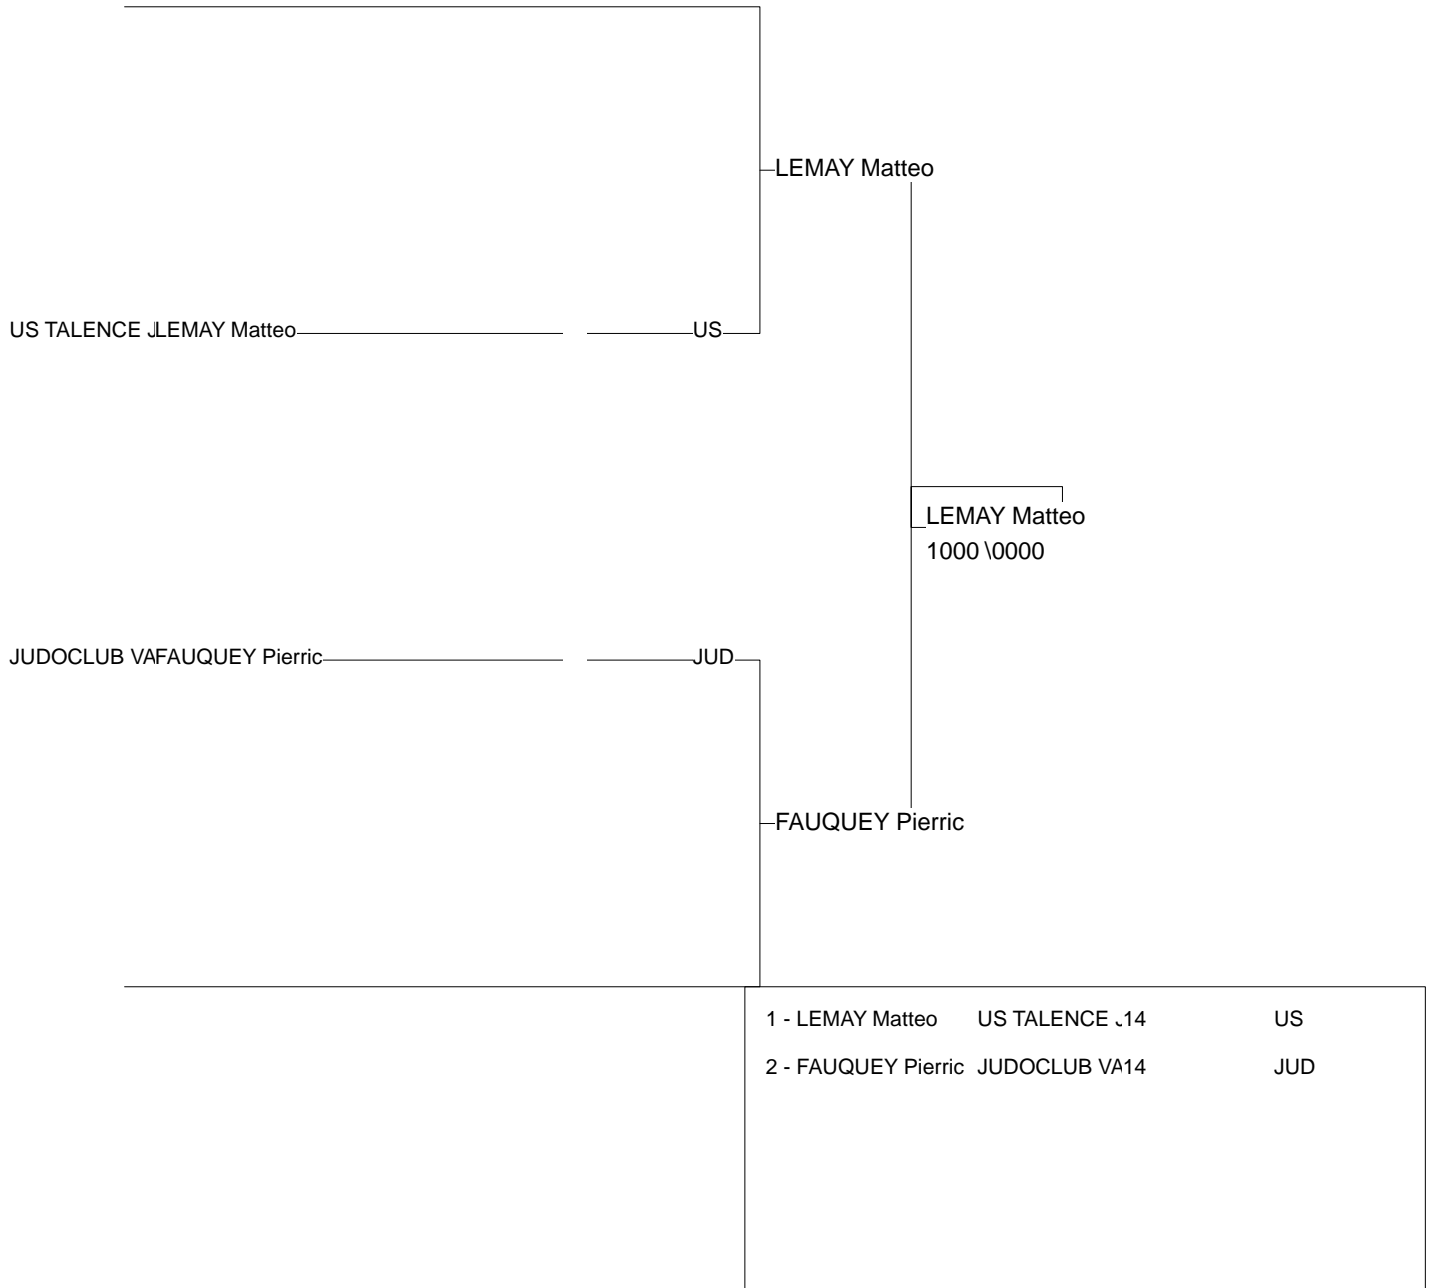 LEMAY Matteo
US TALENCE JLEMAY Matteo US
LEMAY Matteo
1000 \0000
JUDOCLUB VAFAUQUEY Pierric JUD
FAUQUEY Pierric
1 - LEMAY Matteo US TALENCE J14 US
2 - FAUQUEY Pierric JUDOCLUB VA14 JUD